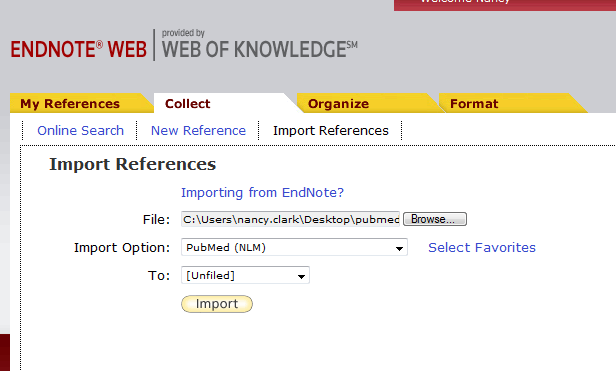 Welcome Nancy
ENDNOTE® WEB
provided by
WEB OF KNOWLEDGE℠
My References
Collect
Organize
Format
Online Search
New Reference
Import References
Import References
Importing from EndNote?
File:
C:\Users\nancy.clark\Desktop\pubmed
Browse...
Import Option:
PubMed (NLM)
Select Favorites
To:
[Unfiled]
Import